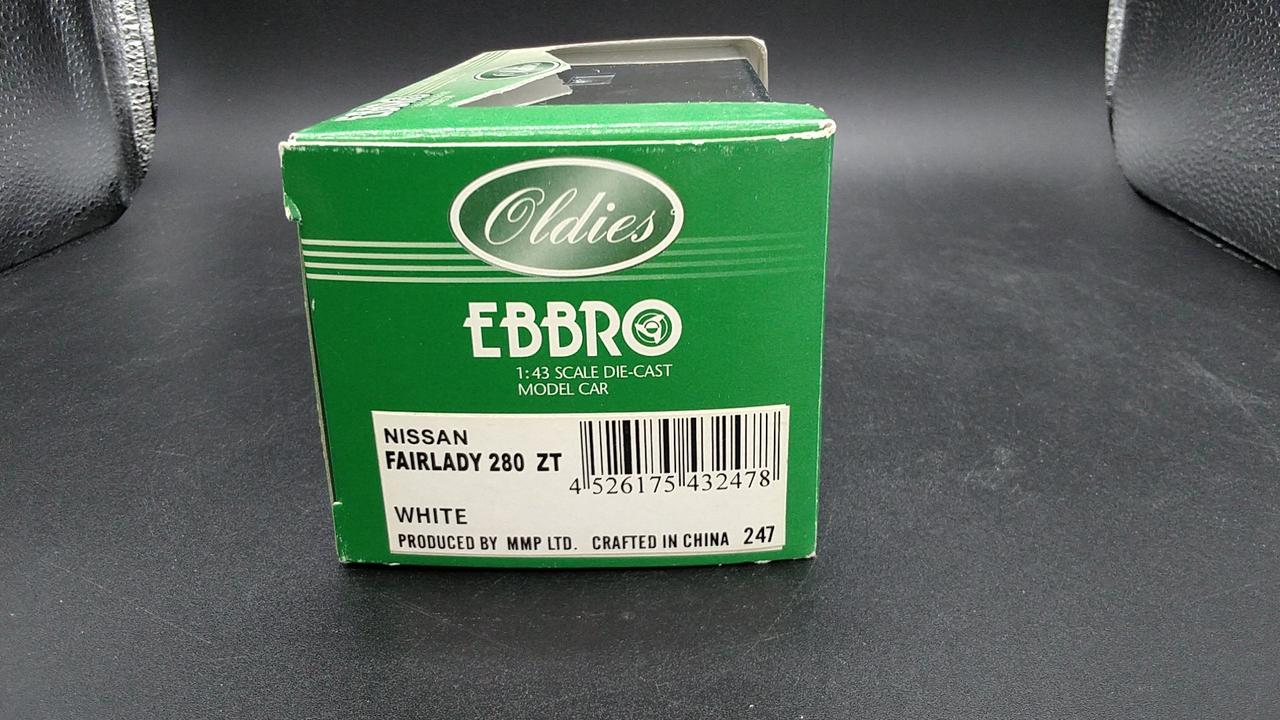 Oldies
EBBRO
1:43 SCALE DIE-CAST
MODEL CAR
NISSAN
FAIRLADY 280 ZT
4 526175 432478
WHITE
PRODUCED BY MMP LTD. CRAFTED IN CHINA 247